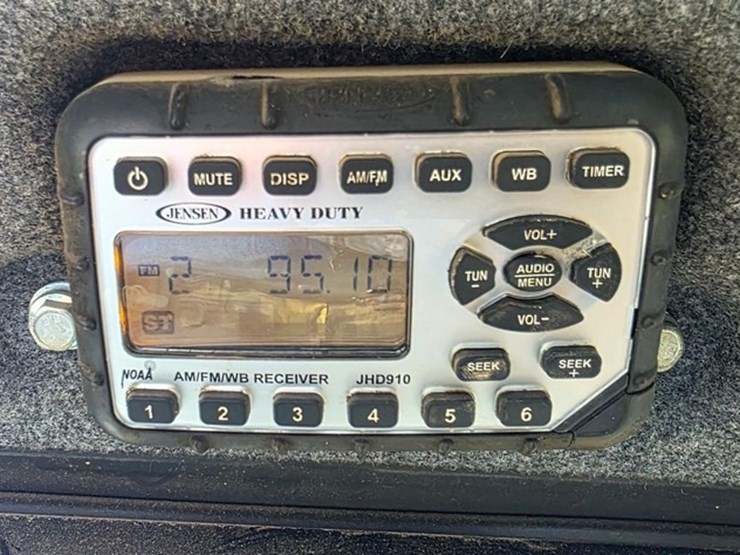 MUTE DISP AM/FM AUX WB TIMER
JENSEN HEAVY DUTY
VOL+
FM 2 95.10
TUN - AUDIO MENU TUN +
ST
VOL-
SEEK - SEEK +
NOAA AM/FM/WB RECEIVER JHD910
1 2 3 4 5 6